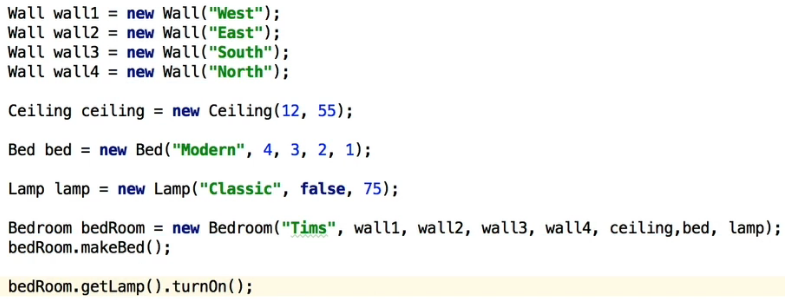 Wall wall1 = new Wall("West");
Wall wall2 = new Wall("East");
Wall wall3 = new Wall("South");
Wall wall4 = new Wall("North");
Ceiling ceiling = new Ceiling(12, 55);
Bed bed = new Bed("Modern", 4, 3, 2, 1);
Lamp lamp = new Lamp("Classic", false, 75);
Bedroom bedRoom = new Bedroom("Tims", wall1, wall2, wall3, wall4, ceiling,bed, lamp);
bedRoom.makeBed();
bedRoom.getLamp().turnOn();